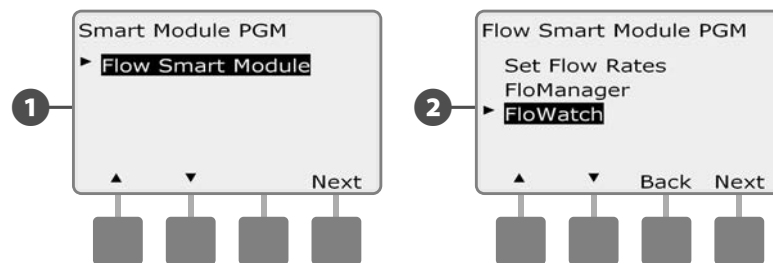 Smart Module PGM
► Flow Smart Module
1
▲ ▼ Next
Flow Smart Module PGM
Set Flow Rates
FloManager
2
► FloWatch
▲ ▼ Back Next